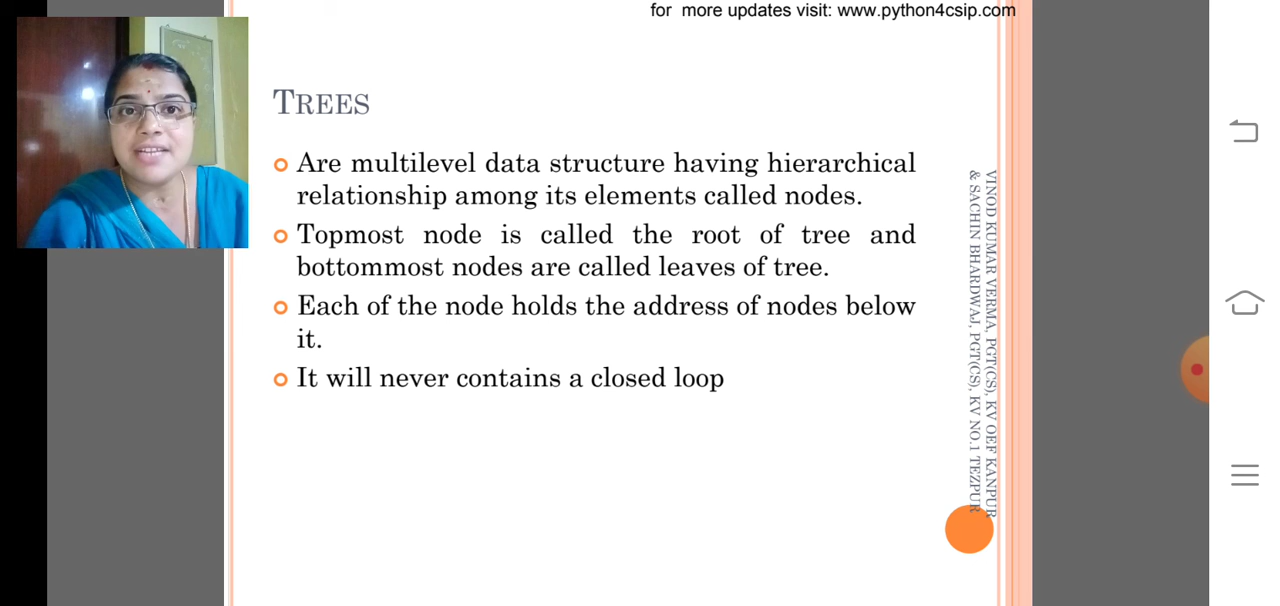 for more updates visit: www.python4csip.com
TREES
Are multilevel data structure having hierarchical
relationship among its elements called nodes.
Topmost node is called the root of tree and
bottommost nodes are called leaves of tree.
Each of the node holds the address of nodes below
it.
It will never contains a closed loop
VINOD KUMAR VERMA, PGT(CS), KV OEF KANPUR
& SACHIN BHARDWAJ, PGT(CS), KV NO.1 TEZPUR